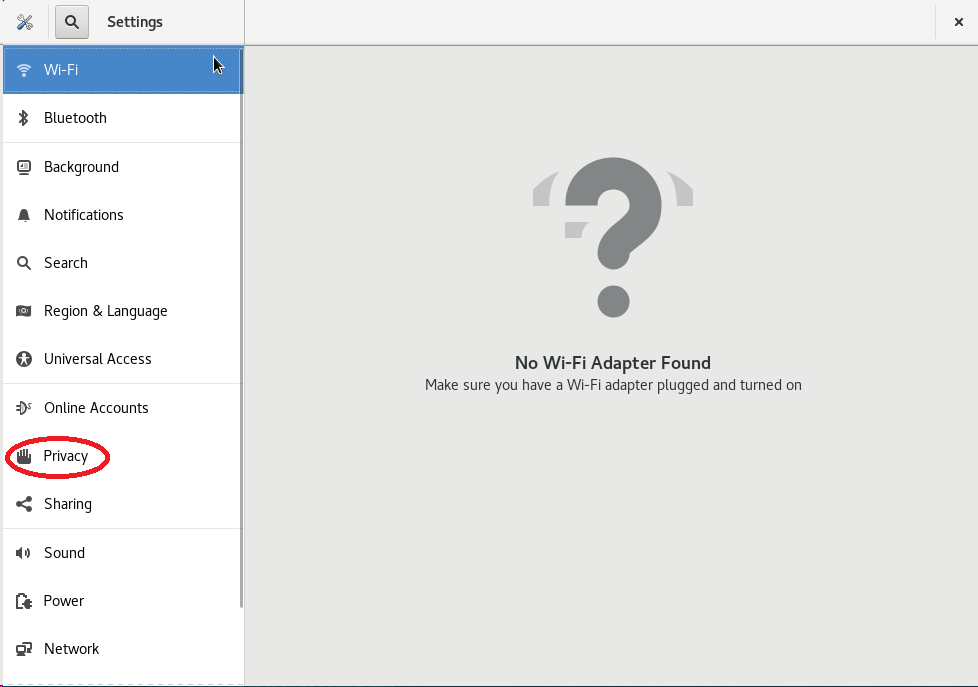 Settings
Wi-Fi
Bluetooth
Background
Notifications
Search
Region & Language
Universal Access
Online Accounts
Privacy
Sharing
Sound
Power
Network
No Wi-Fi Adapter Found
Make sure you have a Wi-Fi adapter plugged and turned on